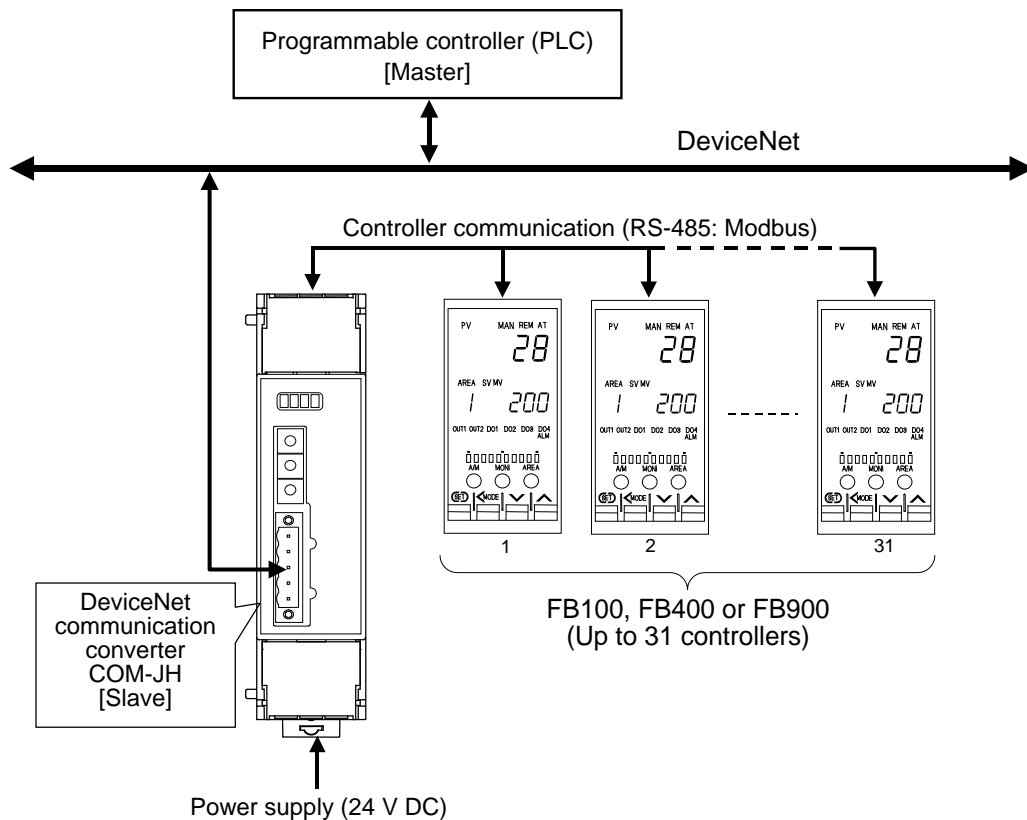 Programmable controller (PLC)
[Master]
DeviceNet
Controller communication (RS-485: Modbus)
PV MAN REM AT
28
AREA SV MV
1 200
OUT1 OUT2 DO1 DO2 DO3 DO4
ALM
A/M MONI AREA
SET <MODE
1
PV MAN REM AT
28
AREA SV MV
1 200
OUT1 OUT2 DO1 DO2 DO3 DO4
ALM
A/M MONI AREA
SET <MODE
2
PV MAN REM AT
28
AREA SV MV
1 200
OUT1 OUT2 DO1 DO2 DO3 DO4
ALM
A/M MONI AREA
SET <MODE
31
FB100, FB400 or FB900
(Up to 31 controllers)
DeviceNet
communication
converter
COM-JH
[Slave]
Power supply (24 V DC)